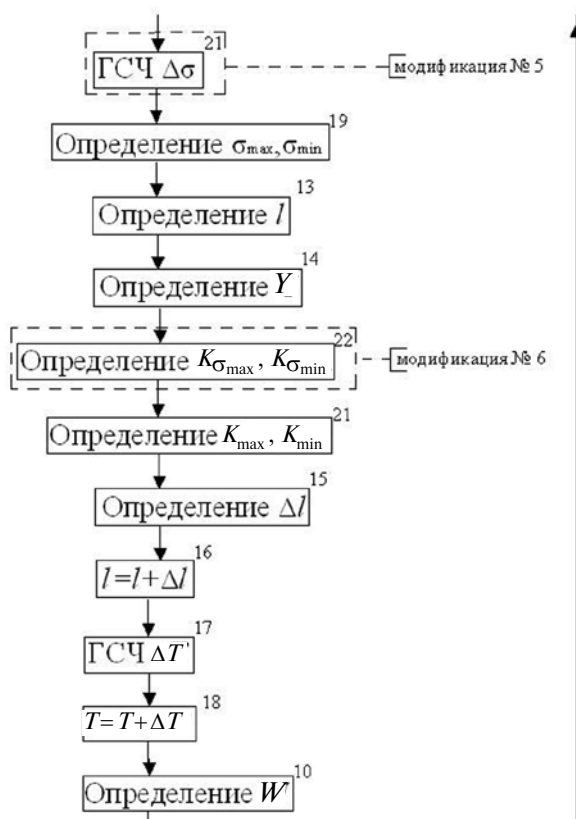 21
ГСЧ Δσ
модификация № 5
19
Определение σmax, σmin
13
Определение l
14
Определение Y
22
Определение Kσmax, Kσmin
модификация № 6
21
Определение Kmax, Kmin
15
Определение Δl
16
l=l+Δl
17
ГСЧ ΔT
18
T=T+ΔT
10
Определение W